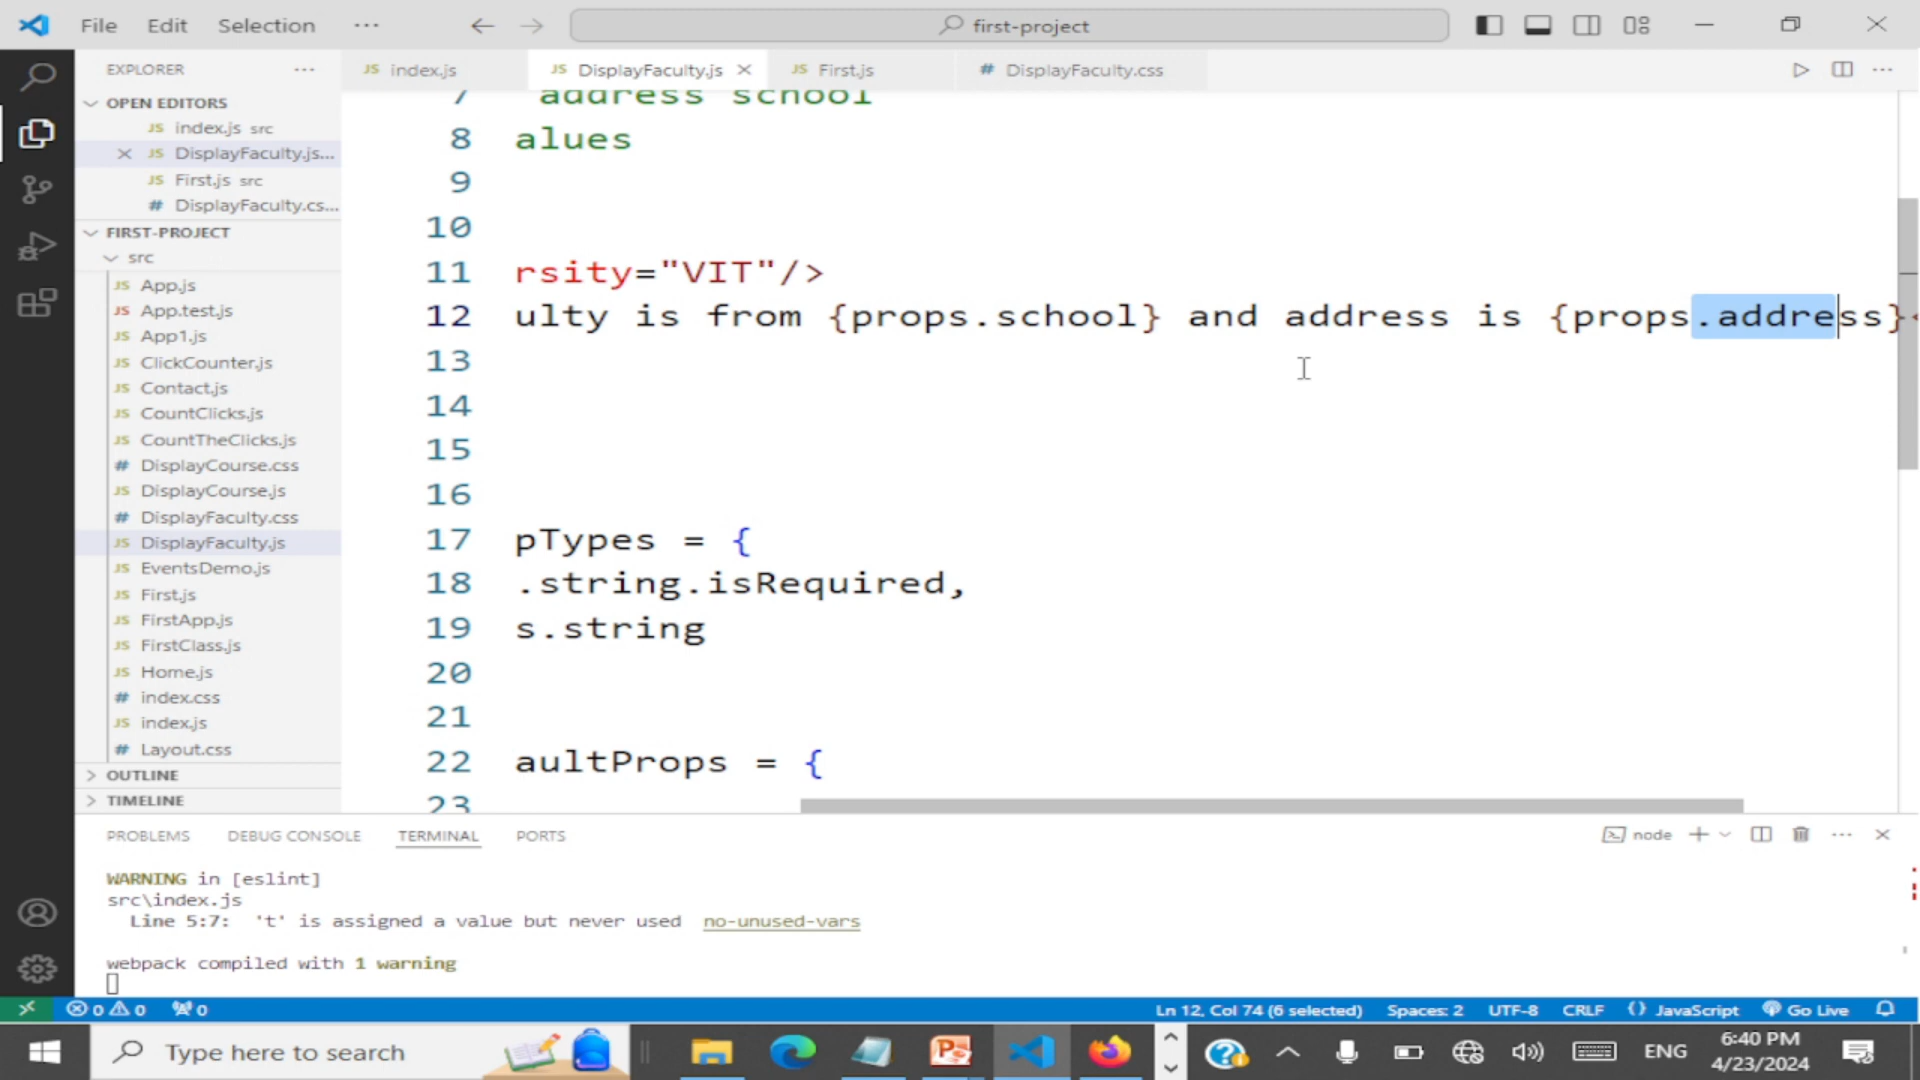 File Edit Selection ··· first-project
EXPLORER ···
index.js DisplayFaculty.js First.js DisplayFaculty.css
OPEN EDITORS
JS index.js src
JS DisplayFaculty.js...
JS First.js src
# DisplayFaculty.cs...
FIRST-PROJECT
src
JS App.js
JS App.test.js
JS App1.js
JS ClickCounter.js
JS Contact.js
JS CountClicks.js
JS CountTheClicks.js
# DisplayCourse.css
JS DisplayCourse.js
# DisplayFaculty.css
JS DisplayFaculty.js
JS EventsDemo.js
JS First.js
JS FirstApp.js
JS FirstClass.js
JS Home.js
# index.css
JS index.js
# Layout.css
OUTLINE
TIMELINE
7 address school
8 alues
9
10
11 rsity="VIT"/>
12 ulty is from {props.school} and address is {props.address}<
13
14
15
16
17 pTypes = {
18 .string.isRequired,
19 s.string
20
21
22 aultProps = {
23
PROBLEMS DEBUG CONSOLE TERMINAL PORTS node
WARNING in [eslint]
src\index.js
Line 5:7: 't' is assigned a value but never used no-unused-vars
webpack compiled with 1 warning
0 0 0 Ln 12, Col 74 (6 selected) Spaces: 2 UTF-8 CRLF {} JavaScript Go Live
Type here to search ENG 6:40 PM
4/23/2024